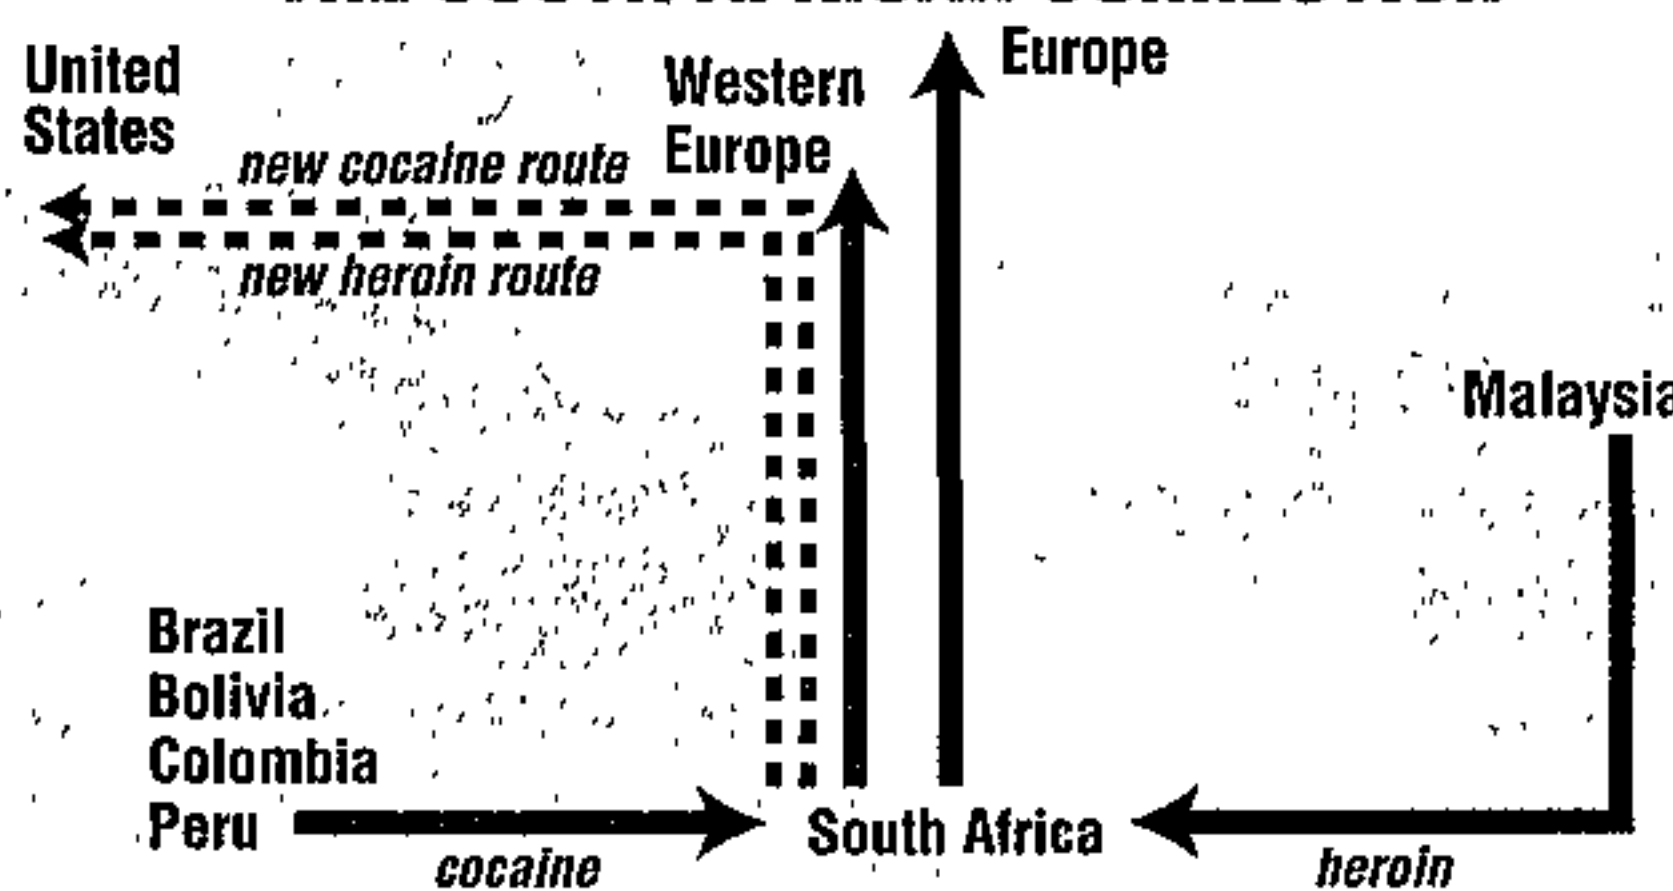 United
States
Western
Europe
Europe
new cocaine route
new heroin route
Malaysia
Brazil
Bolivia
Colombia
Peru
cocaine
South Africa
heroin